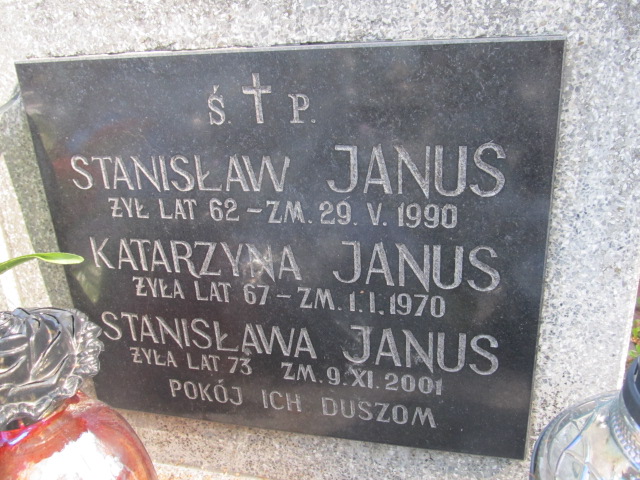 Ś. P.
STANISŁAW JANUS
ŻYŁ LAT 62 - ZM. 29. V. 1990
KATARZYNA JANUS
ŻYŁA LAT 67 - ZM. 1.1.1970
STANISŁAWA JANUS
ŻYŁA LAT 73 ZM. 9. XI. 2001
POKÓJ ICH DUSZOM